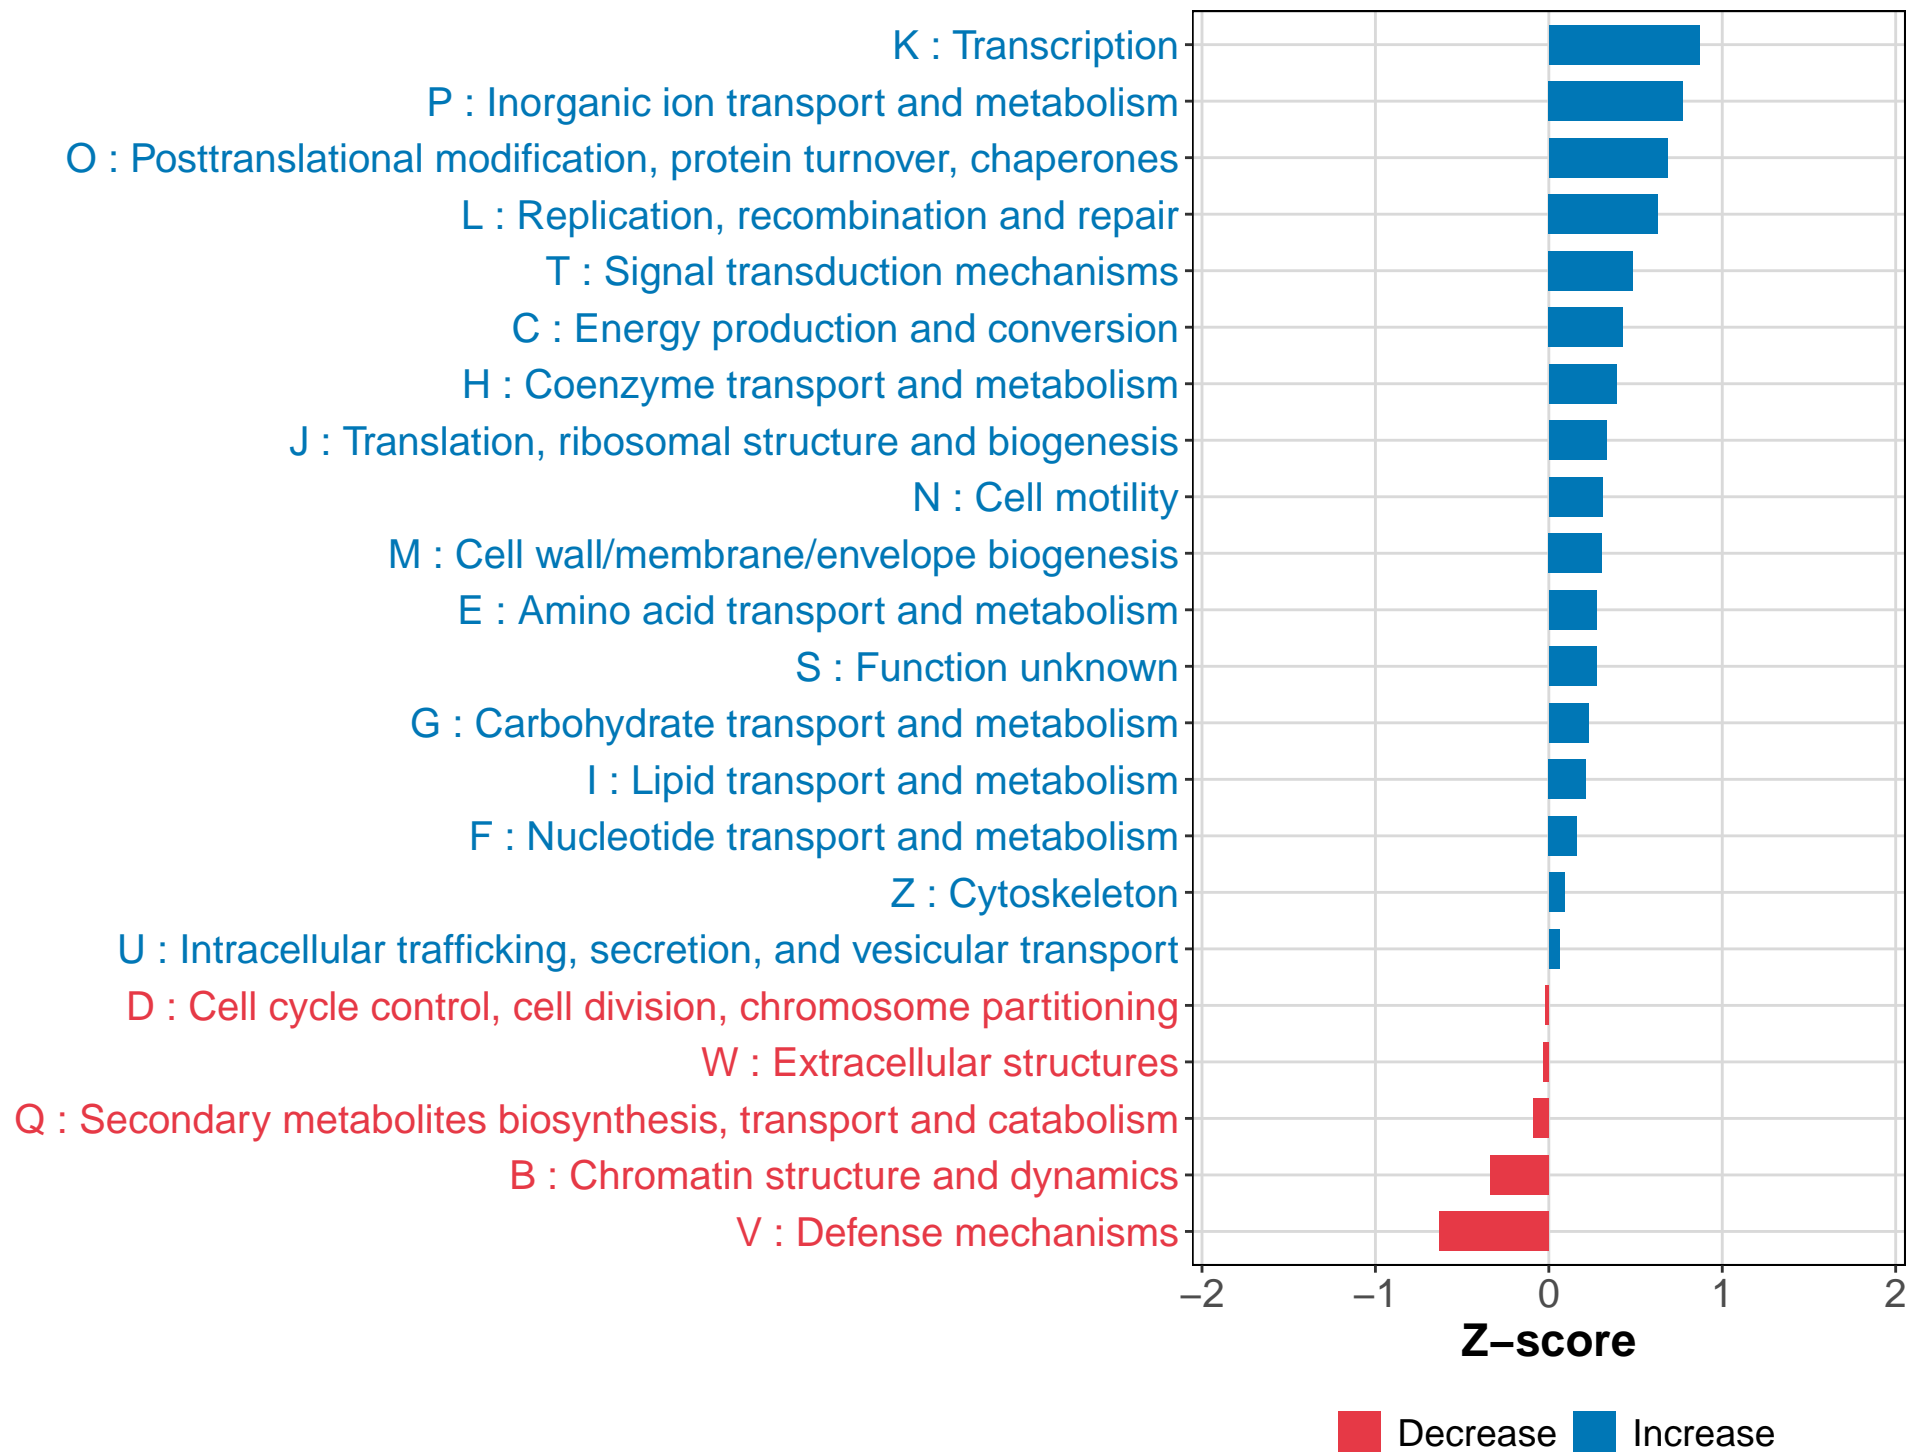 K : Transcription
P : Inorganic ion transport and metabolism
O : Posttranslational modification, protein turnover, chaperones
L : Replication, recombination and repair
T : Signal transduction mechanisms
C : Energy production and conversion
H : Coenzyme transport and metabolism
J : Translation, ribosomal structure and biogenesis
N : Cell motility
M : Cell wall/membrane/envelope biogenesis
E : Amino acid transport and metabolism
S : Function unknown
G : Carbohydrate transport and metabolism
I : Lipid transport and metabolism
F : Nucleotide transport and metabolism
Z : Cytoskeleton
U : Intracellular trafficking, secretion, and vesicular transport
D : Cell cycle control, cell division, chromosome partitioning
W : Extracellular structures
Q : Secondary metabolites biosynthesis, transport and catabolism
B : Chromatin structure and dynamics
V : Defense mechanisms
−2 −1 0 1 2
Z−score
Decrease Increase